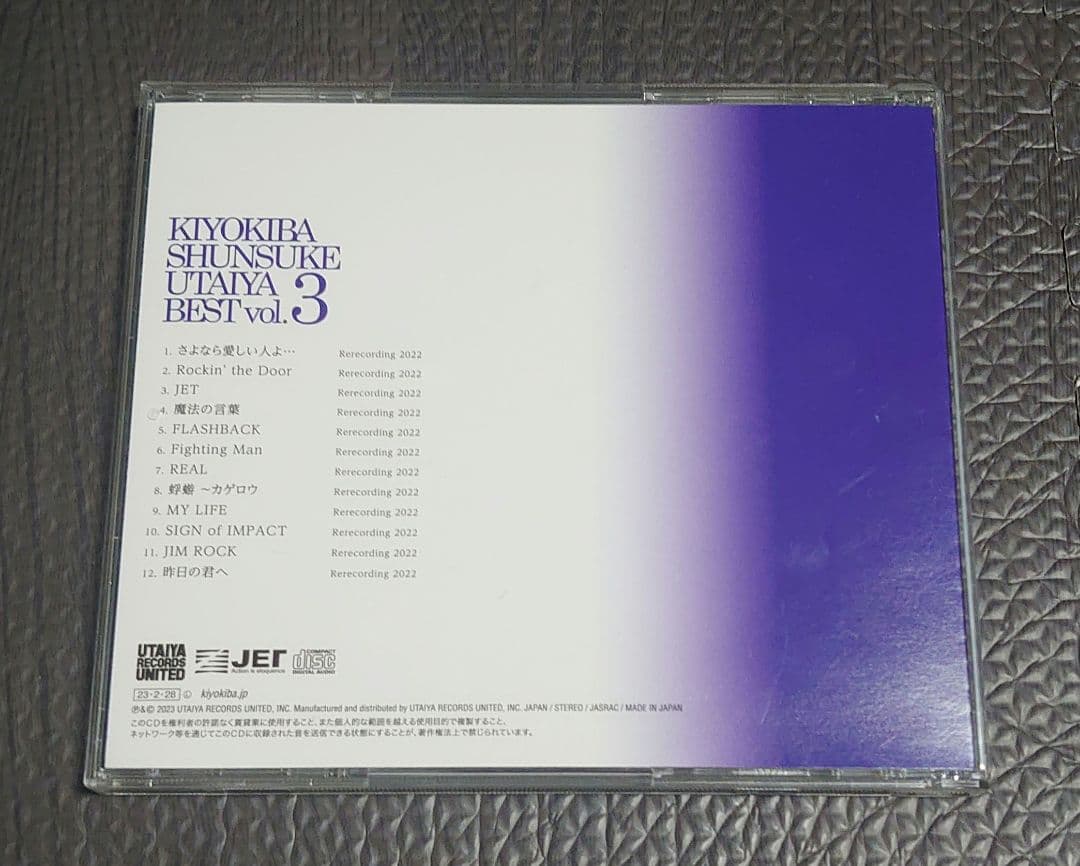 KIYOKIBA
SHUNSUKE
UTAIYA
BEST vol. 3
1. さよなら愛しい人よ… Rerecording 2022
2. Rockin' the Door Rerecording 2022
3. JET Rerecording 2022
4. 魔法の言葉 Rerecording 2022
5. FLASHBACK Rerecording 2022
6. Fighting Man Rerecording 2022
7. REAL Rerecording 2022
8. 蜉蝣 ~カゲロウ Rerecording 2022
9. MY LIFE Rerecording 2022
10. SIGN of IMPACT Rerecording 2022
11. JIM ROCK Rerecording 2022
12. 昨日の君へ Rerecording 2022
UTAIYA
RECORDS
UNITED
JET
Action is eloquence
COMPACT
disc
DIGITAL AUDIO
23・2・28 Ⓛ kiyokiba.jp
℗&© 2023 UTAIYA RECORDS UNITED, INC. Manufactured and distributed by UTAIYA RECORDS UNITED, INC. JAPAN / STEREO / JASRAC / MADE IN JAPAN
このCDを権利者の許諾なく賃貸業に使用すること、また個人的な範囲を越える使用目的で複製すること、
ネットワーク等を通じてこのCDに収録された音を送信できる状態にすることが、著作権法上で禁じられています。